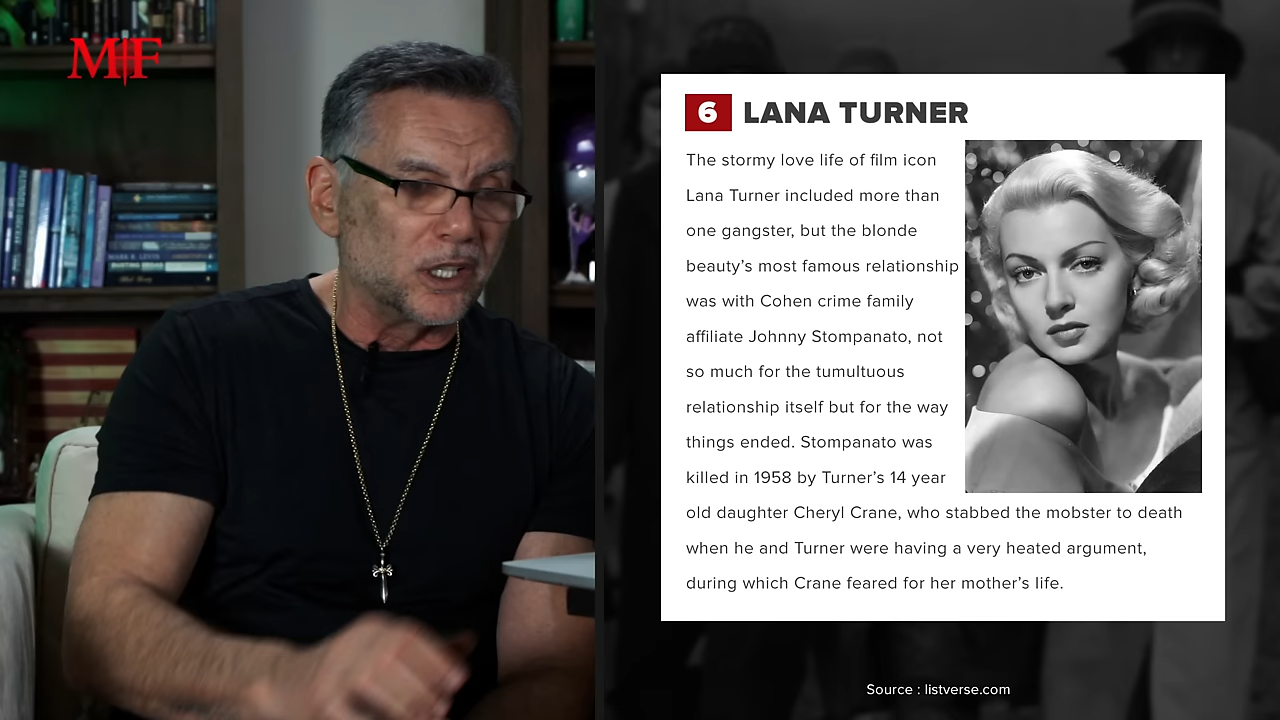 M F
MARK R. LEVIN
6 LANA TURNER
The stormy love life of film icon
Lana Turner included more than
one gangster, but the blonde
beauty's most famous relationship
was with Cohen crime family
affiliate Johnny Stompanato, not
so much for the tumultuous
relationship itself but for the way
things ended. Stompanato was
killed in 1958 by Turner's 14 year
old daughter Cheryl Crane, who stabbed the mobster to death
when he and Turner were having a very heated argument,
during which Crane feared for her mother's life.
Source : listverse.com